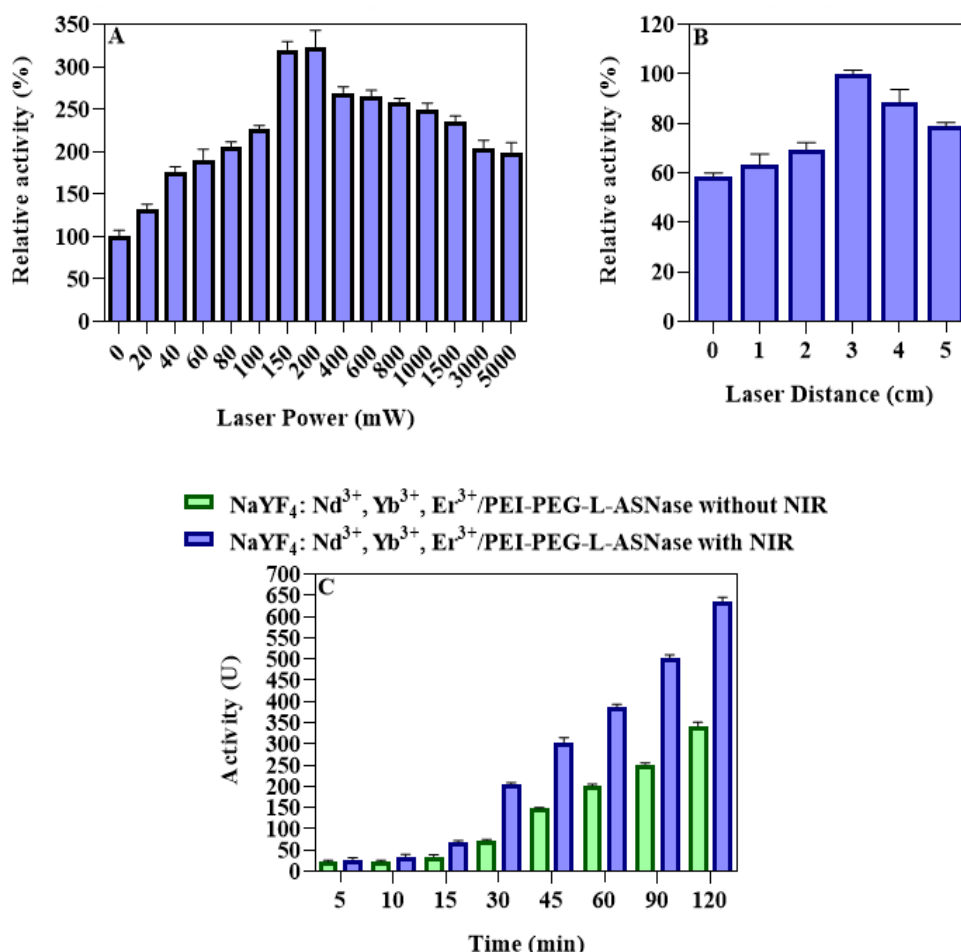 A
Relative activity (%)
350
300
250
200
150
100
50
0
0 20 40 60 80 100 150 200 400 600 800 1000 1500 3000 5000
Laser Power (mW)
B
Relative activity (%)
120
100
80
60
40
20
0
0 1 2 3 4 5
Laser Distance (cm)
NaYF₄: Nd³⁺, Yb³⁺, Er³⁺/PEI-PEG-L-ASNase without NIR
NaYF₄: Nd³⁺, Yb³⁺, Er³⁺/PEI-PEG-L-ASNase with NIR
C
Activity (U)
700
650
600
550
500
450
400
350
300
250
200
150
100
50
0
5 10 15 30 45 60 90 120
Time (min)